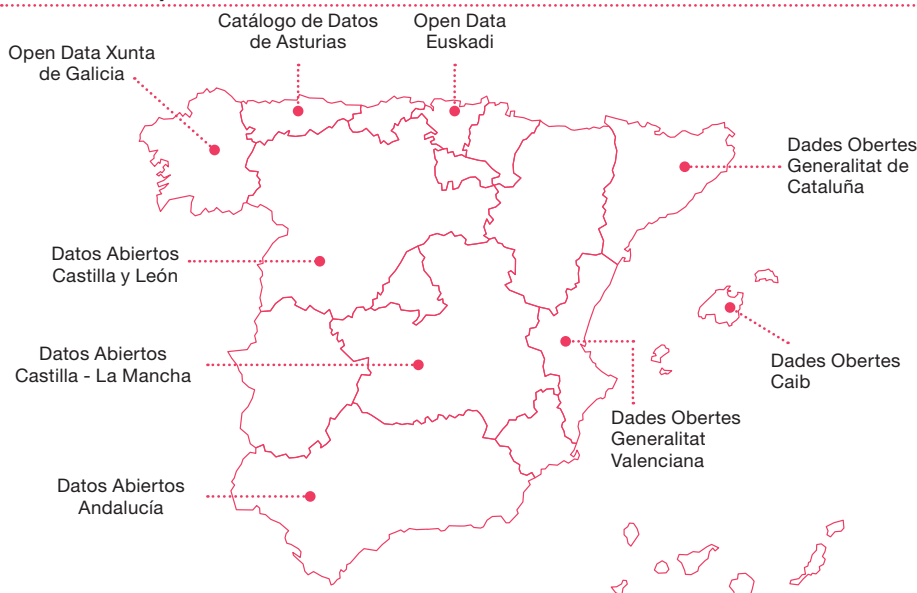 Catálogo de Datos
de Asturias
Open Data
Euskadi
Open Data Xunta
de Galicia
Dades Obertes
Generalitat de
Cataluña
Datos Abiertos
Castilla y León
Datos Abiertos
Castilla - La Mancha
Dades Obertes
Caib
Dades Obertes
Generalitat
Valenciana
Datos Abiertos
Andalucía